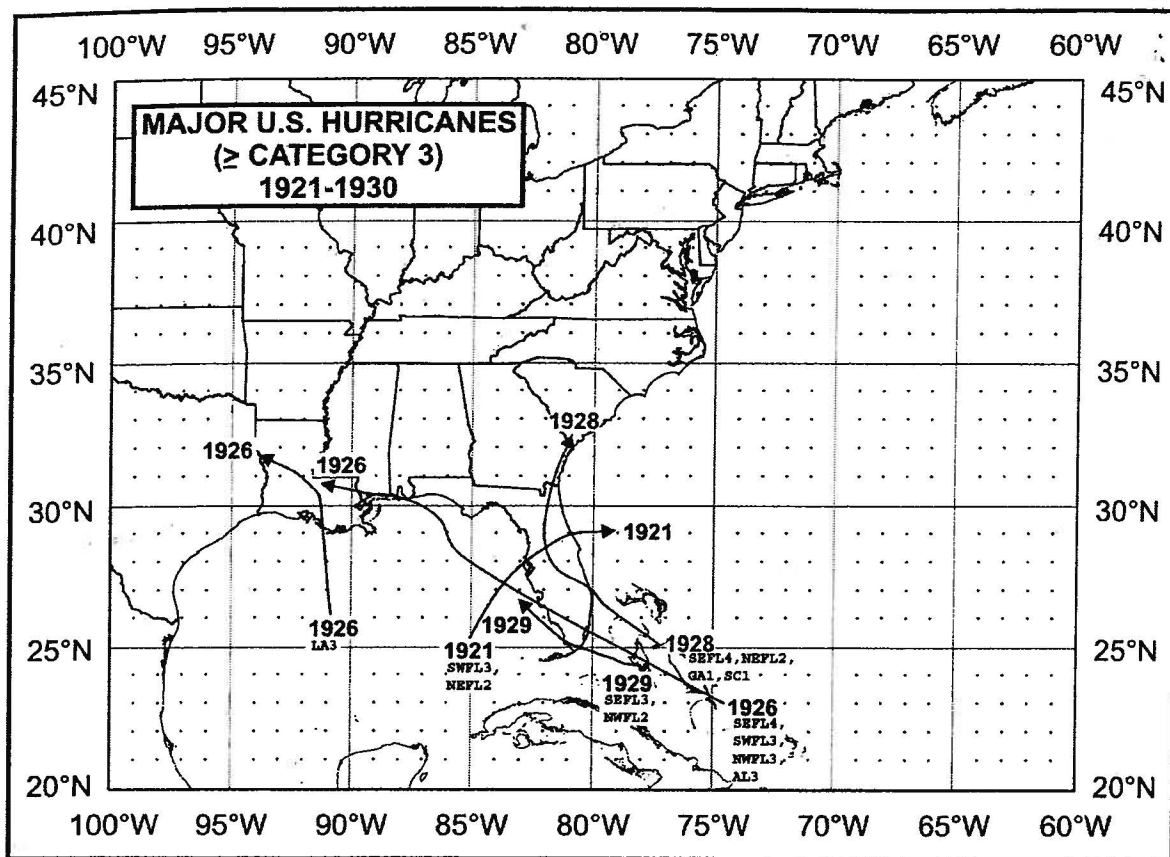 100°W 95°W 90°W 85°W 80°W 75°W 70°W 65°W 60°W
45°N 45°N
MAJOR U.S. HURRICANES
(≥ CATEGORY 3)
1921-1930
40°N 40°N
35°N 35°N
1928
1926
1926
30°N 30°N
1921
1926
LA3
1929
25°N 25°N
1921
SWFL3,
NEFL2
1928
SEFL4,NEFL2,
GA1,SC1
1929
SEFL3,
NWFL2
1926
SEFL4,
SWFL3,
NWFL3,
AL3
20°N 20°N
100°W 95°W 90°W 85°W 80°W 75°W 70°W 65°W 60°W